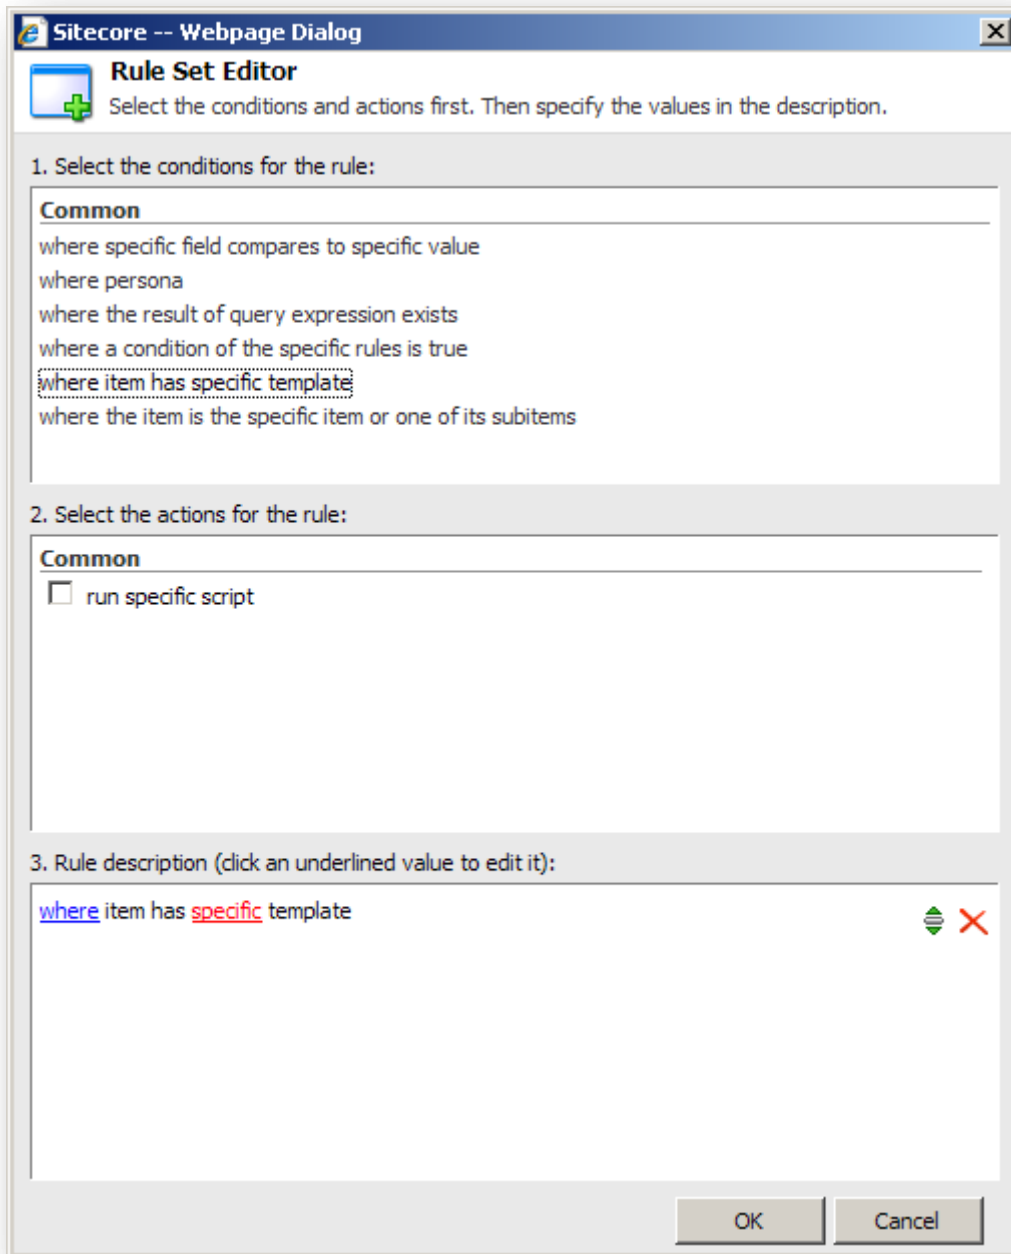 Sitecore -- Webpage Dialog
Rule Set Editor
Select the conditions and actions first. Then specify the values in the description.
1. Select the conditions for the rule:
Common
where specific field compares to specific value
where persona
where the result of query expression exists
where a condition of the specific rules is true
where item has specific template
where the item is the specific item or one of its subitems
2. Select the actions for the rule:
Common
run specific script
3. Rule description (click an underlined value to edit it):
where item has specific template
OK
Cancel